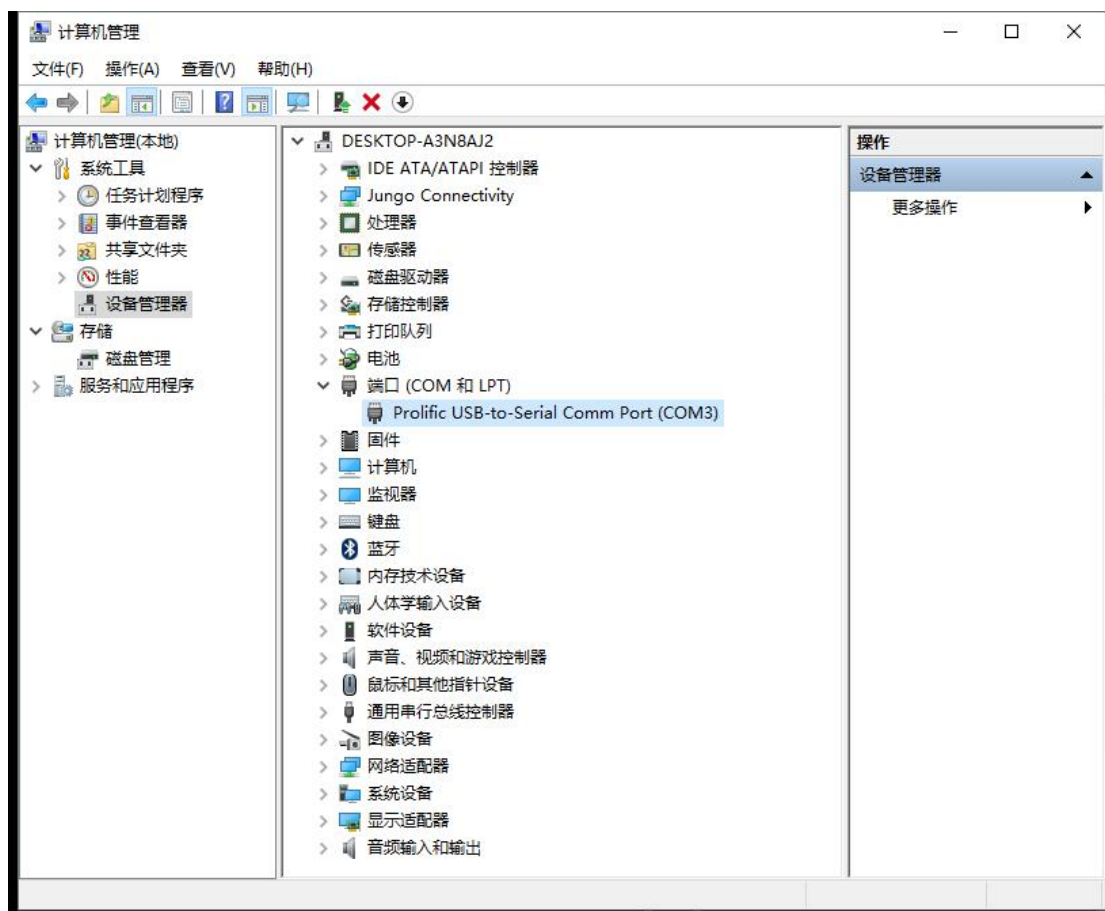 计算机管理
文件(F) 操作(A) 查看(V) 帮助(H)
计算机管理(本地)
系统工具
任务计划程序
事件查看器
共享文件夹
性能
设备管理器
存储
磁盘管理
服务和应用程序
DESKTOP-A3N8AJ2
IDE ATA/ATAPI 控制器
Jungo Connectivity
处理器
传感器
磁盘驱动器
存储控制器
打印队列
电池
端口 (COM 和 LPT)
Prolific USB-to-Serial Comm Port (COM3)
固件
计算机
监视器
键盘
蓝牙
内存技术设备
人体学输入设备
软件设备
声音、视频和游戏控制器
鼠标和其他指针设备
通用串行总线控制器
图像设备
网络适配器
系统设备
显示适配器
音频输入和输出
操作
设备管理器
更多操作